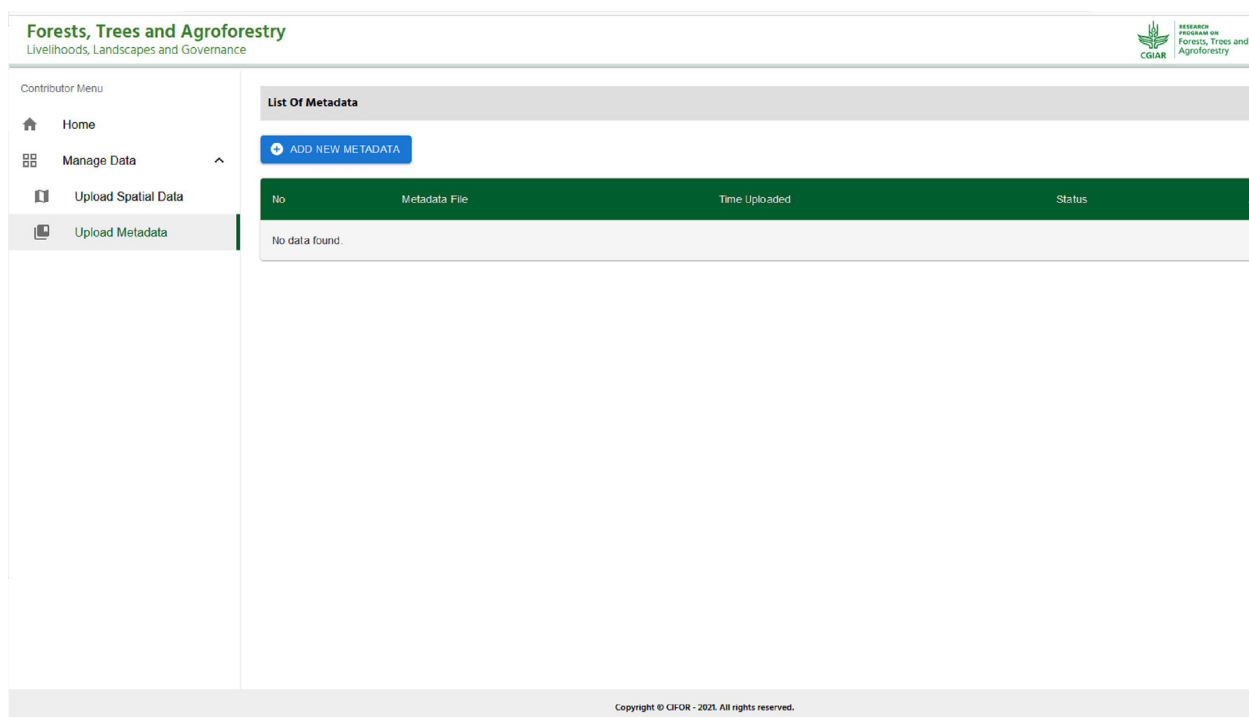 Forests, Trees and Agroforestry
Livelihoods, Landscapes and Governance
CGIAR
RESEARCH
PROGRAM ON
Forests, Trees and
Agroforestry
Contributor Menu
Home
Manage Data
Upload Spatial Data
Upload Metadata
List Of Metadata
ADD NEW METADATA
No Metadata File Time Uploaded Status
No data found.
Copyright © CIFOR - 2021. All rights reserved.